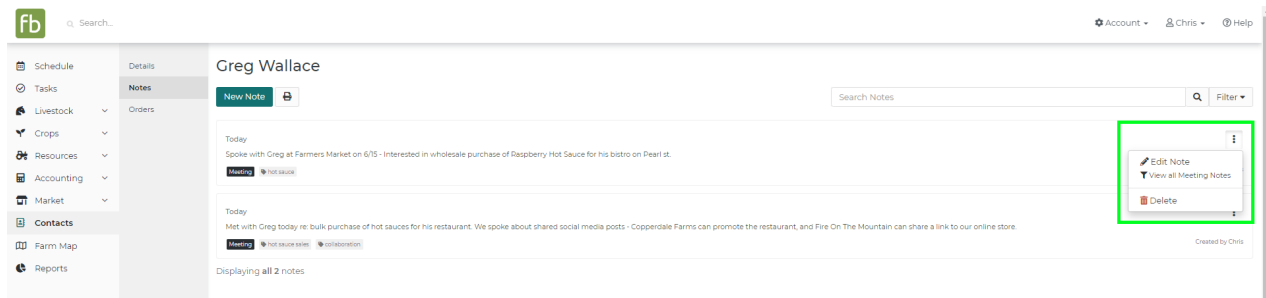 fb
Search...
Account
Chris
Help
Schedule
Tasks
Livestock
Crops
Resources
Accounting
Market
Contacts
Farm Map
Reports
Details
Notes
Orders
Greg Wallace
New Note
Search Notes
Filter
Today
Spoke with Greg at Farmers Market on 6/15 - Interested in wholesale purchase of Raspberry Hot Sauce for his bistro on Pearl st.
Meeting hot sauce
Edit Note
View all Meeting Notes
Delete
Today
Met with Greg today re: bulk purchase of hot sauces for his restaurant. We spoke about shared social media posts - Copperdale Farms can promote the restaurant, and Fire On The Mountain can share a link to our online store.
Meeting hot sauce sales collaboration
Created by Chris
Displaying all 2 notes